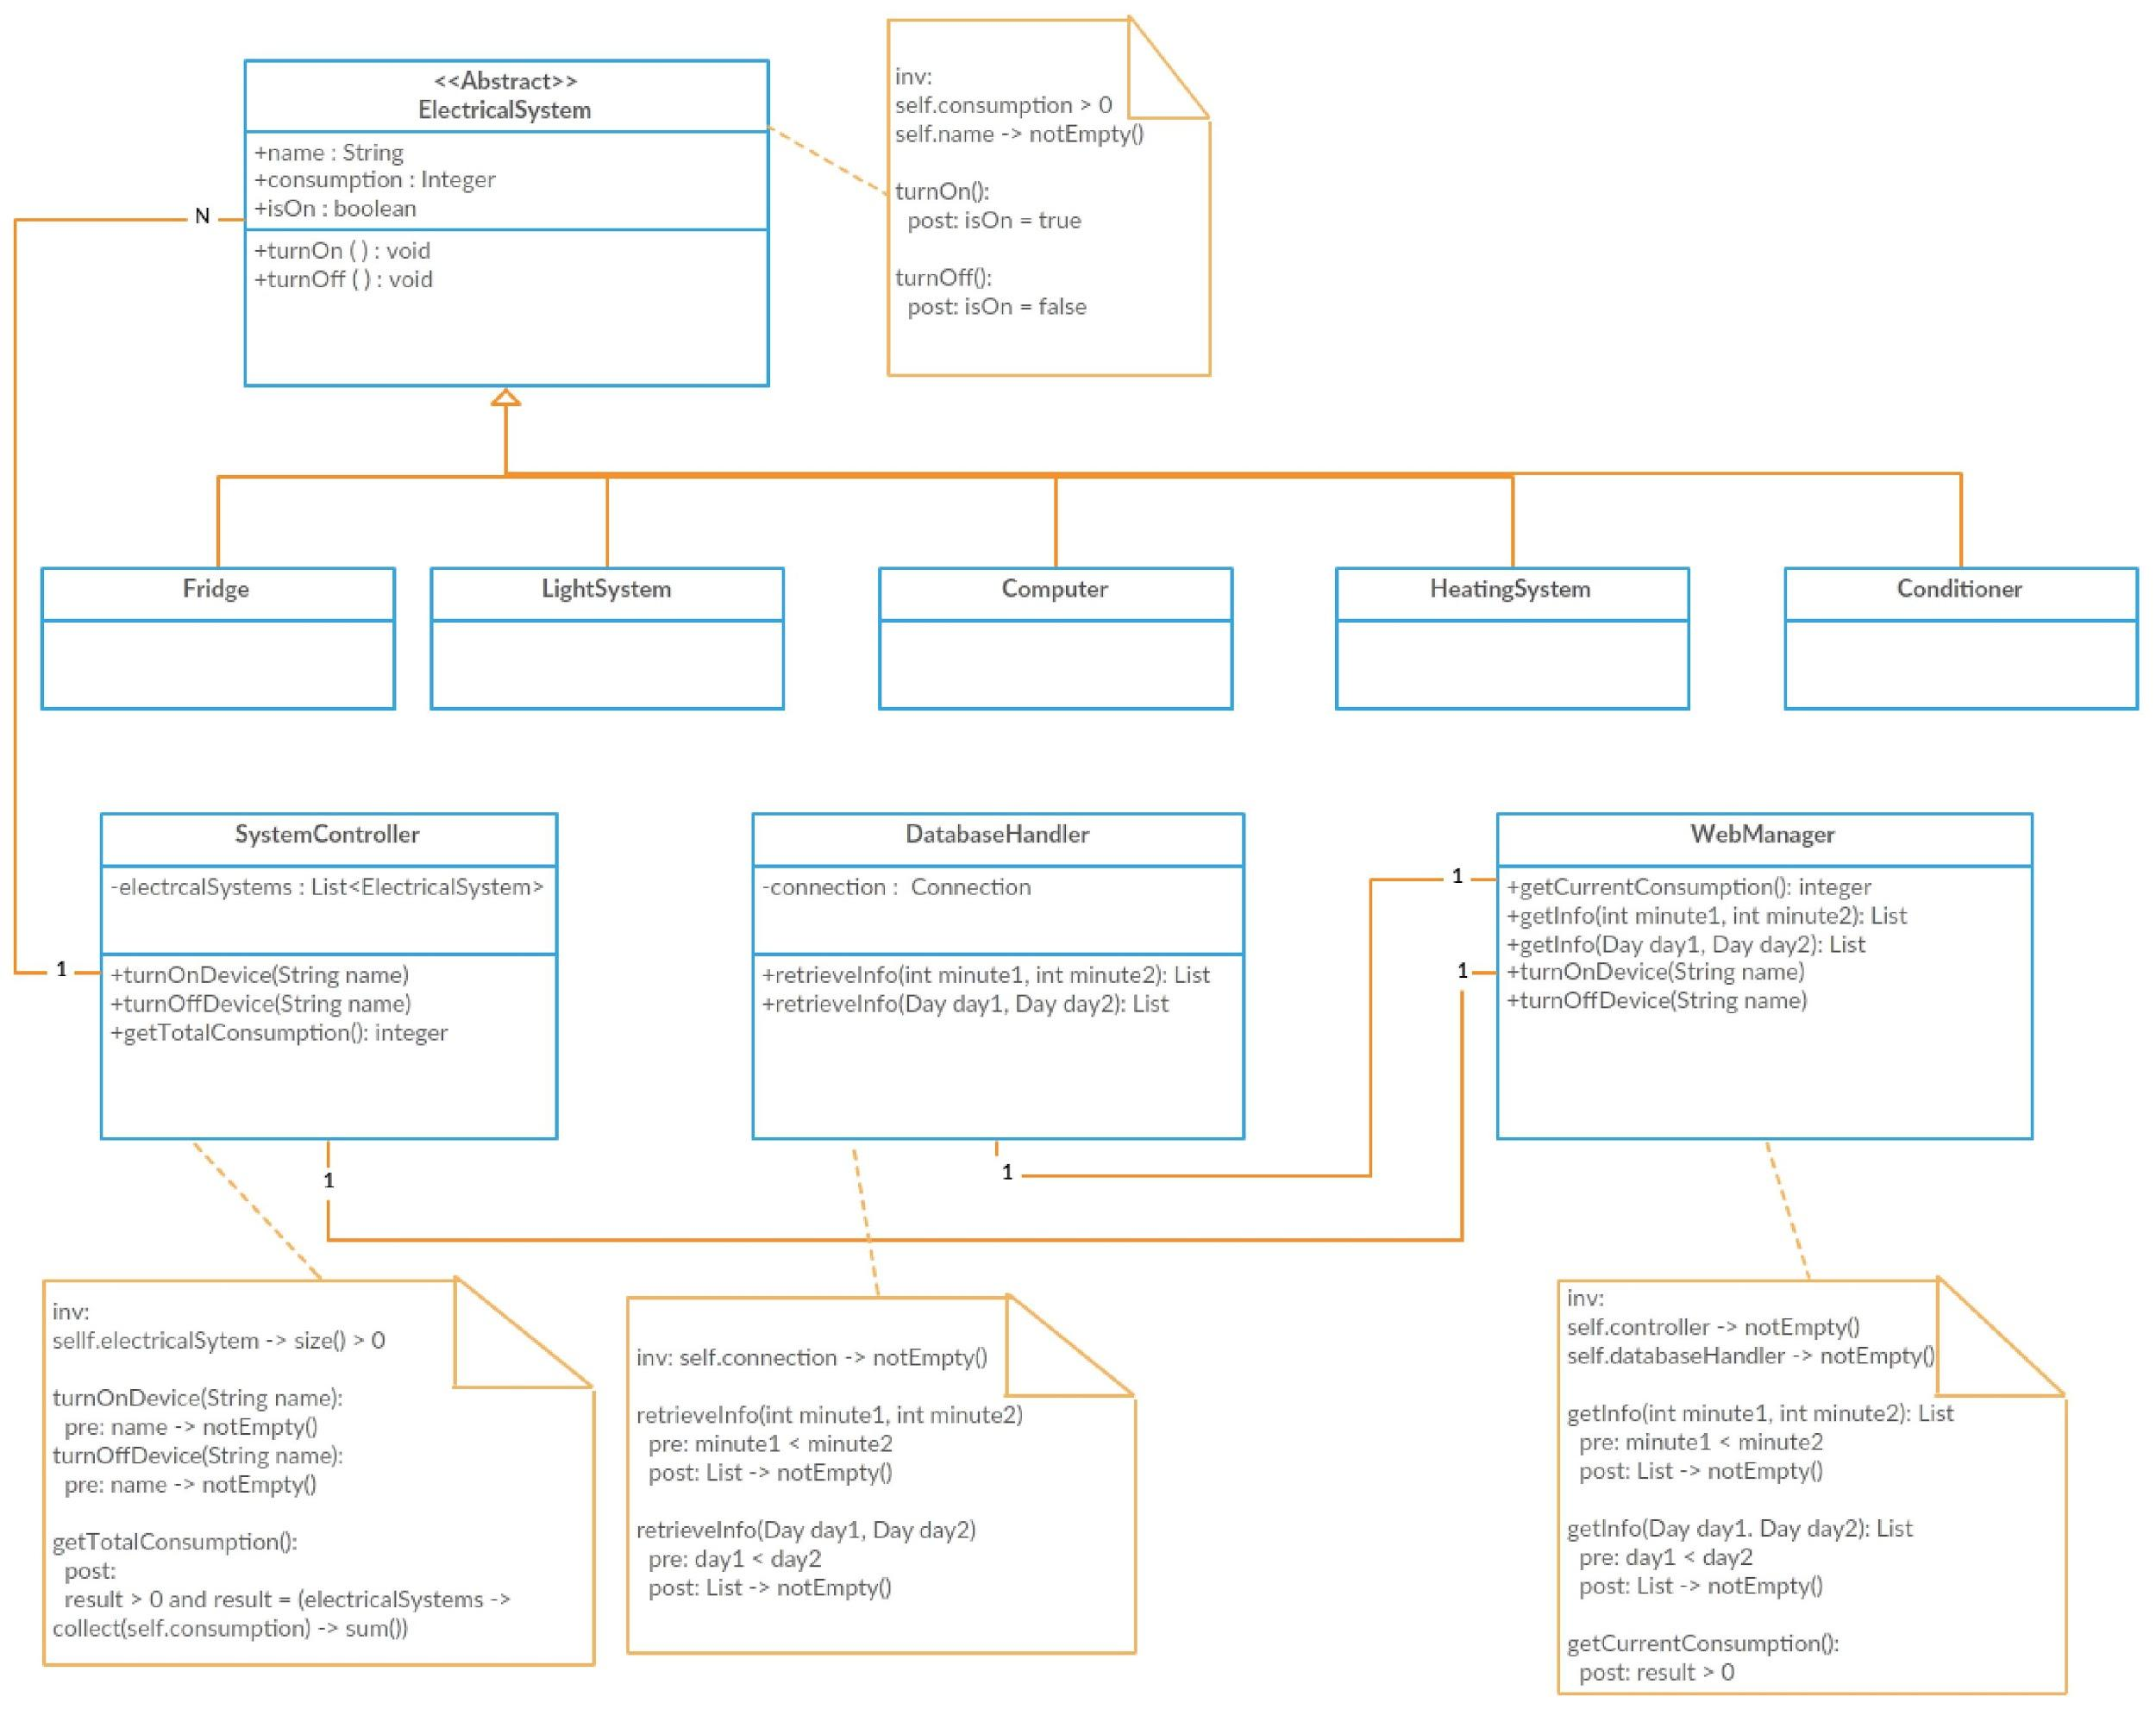 <<Abstract>>
ElectricalSystem
+name : String
+consumption : Integer
+isOn : boolean
+turnOn ( ) : void
+turnOff ( ) : void
inv:
self.consumption > 0
self.name -> notEmpty()
turnOn():
post: isOn = true
turnOff():
post: isOn = false
N
Fridge
LightSystem
Computer
HeatingSystem
Conditioner
SystemController
-electrcalSystems : List<ElectricalSystem>
+turnOnDevice(String name)
+turnOffDevice(String name)
+getTotalConsumption(): integer
1
1
DatabaseHandler
-connection :  Connection
+retrieveInfo(int minute1, int minute2): List
+retrieveInfo(Day day1, Day day2): List
1
WebManager
+getCurrentConsumption(): integer
+getInfo(int minute1, int minute2): List
+getInfo(Day day1, Day day2): List
+turnOnDevice(String name)
+turnOffDevice(String name)
1
1
inv:
sellf.electricalSytem -> size() > 0
turnOnDevice(String name):
pre: name -> notEmpty()
turnOffDevice(String name):
pre: name -> notEmpty()
getTotalConsumption():
post:
result > 0 and result = (electricalSystems ->
collect(self.consumption) -> sum())
inv: self.connection -> notEmpty()
retrieveInfo(int minute1, int minute2)
pre: minute1 < minute2
post: List -> notEmpty()
retrieveInfo(Day day1, Day day2)
pre: day1 < day2
post: List -> notEmpty()
inv:
self.controller -> notEmpty()
self.databaseHandler -> notEmpty()
getInfo(int minute1, int minute2): List
pre: minute1 < minute2
post: List -> notEmpty()
getInfo(Day day1. Day day2): List
pre: day1 < day2
post: List -> notEmpty()
getCurrentConsumption():
post: result > 0